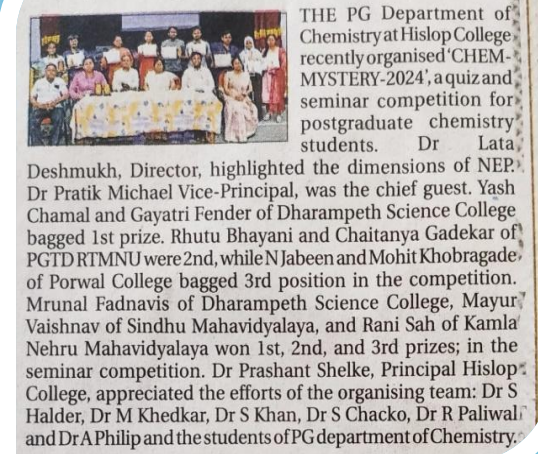 THE PG Department of
Chemistry at Hislop College
recently organised ‘CHEM-
MYSTERY-2024’, a quiz and
seminar competition for
postgraduate chemistry
students. Dr Lata
Deshmukh, Director, highlighted the dimensions of NEP.
Dr Pratik Michael Vice-Principal, was the chief guest. Yash
Chamal and Gayatri Fender of Dharampeth Science College
bagged 1st prize. Rhutu Bhayani and Chaitanya Gadekar of
PGTD RTMNU were 2nd, while N Jabeen and Mohit Khobragade
of Porwal College bagged 3rd position in the competition.
Mrunal Fadnavis of Dharampeth Science College, Mayur
Vaishnav of Sindhu Mahavidyalaya, and Rani Sah of Kamla
Nehru Mahavidyalaya won 1st, 2nd, and 3rd prizes; in the
seminar competition. Dr Prashant Shelke, Principal Hislop
College, appreciated the efforts of the organising team: Dr S
Halder, Dr M Khedkar, Dr S Khan, Dr S Chacko, Dr R Paliwal
and Dr A Philip and the students of PG department of Chemistry.